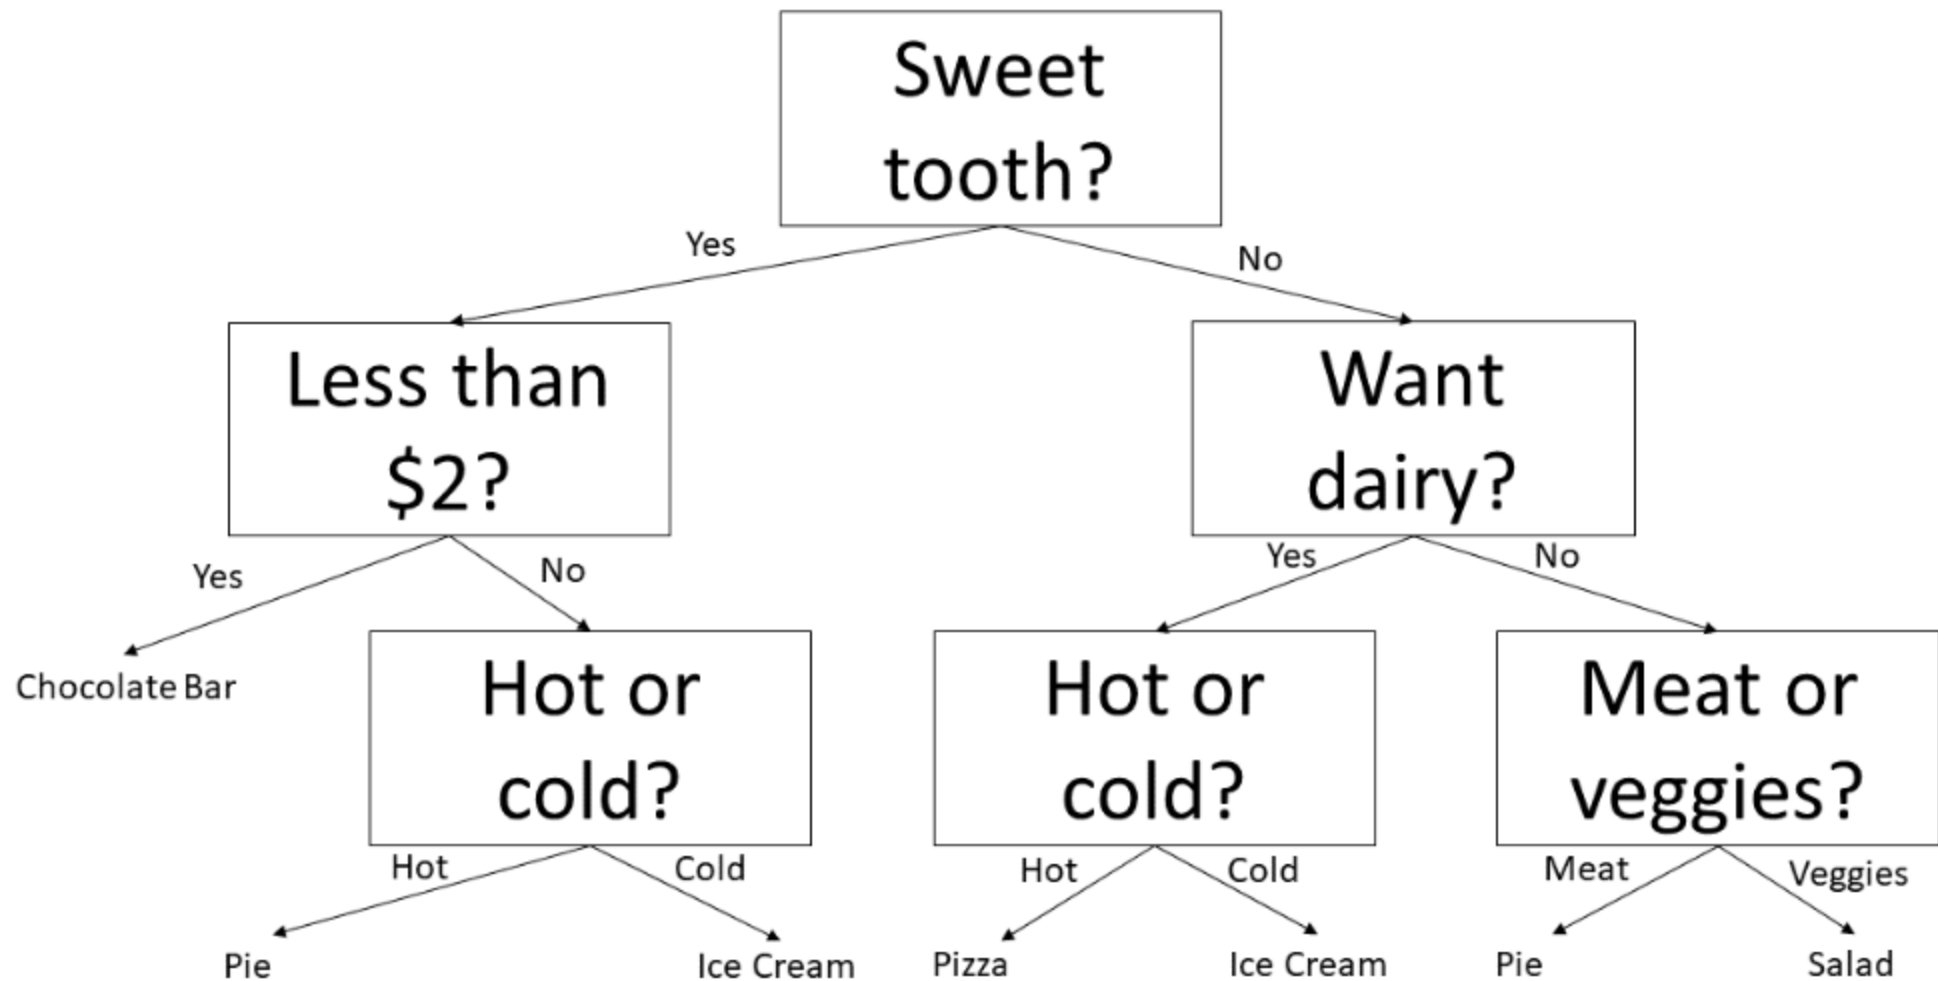 Sweet
tooth?
Yes
No
Less than
$2?
Want
dairy?
Yes
No
Yes
No
Chocolate Bar
Hot or
cold?
Hot or
cold?
Meat or
veggies?
Hot
Cold
Hot
Cold
Meat
Veggies
Pie
Ice Cream
Pizza
Ice Cream
Pie
Salad